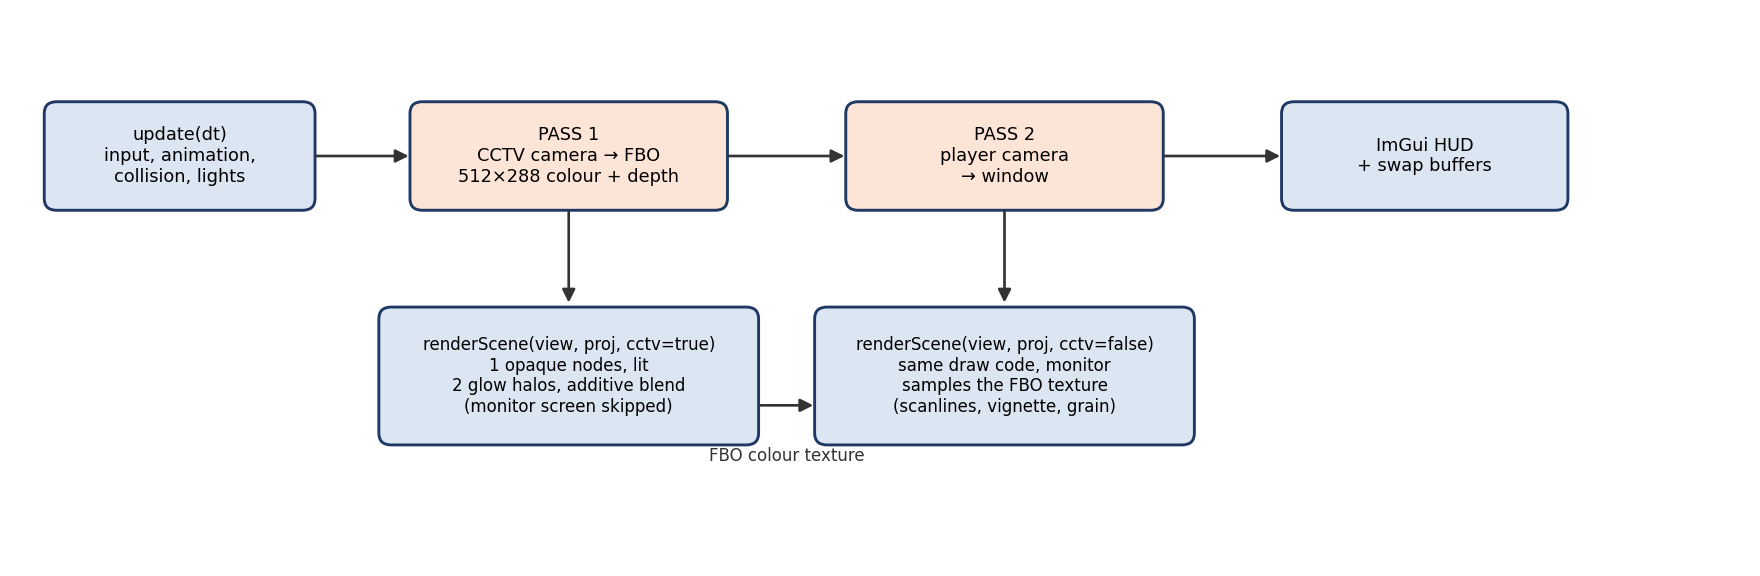 update(dt)
input, animation,
collision, lights
PASS 1
CCTV camera → FBO
512×288 colour + depth
PASS 2
player camera
→ window
ImGui HUD
+ swap buffers
renderScene(view, proj, cctv=true)
1 opaque nodes, lit
2 glow halos, additive blend
(monitor screen skipped)
renderScene(view, proj, cctv=false)
same draw code, monitor
samples the FBO texture
(scanlines, vignette, grain)
FBO colour texture